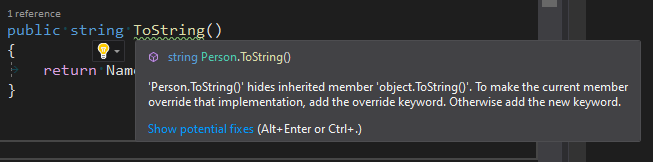 1 reference
public string ToString()
{
string Person.ToString()
return Nam
'Person.ToString()' hides inherited member 'object.ToString()'. To make the current member
override that implementation, add the override keyword. Otherwise add the new keyword.
}
Show potential fixes (Alt+Enter or Ctrl+.)